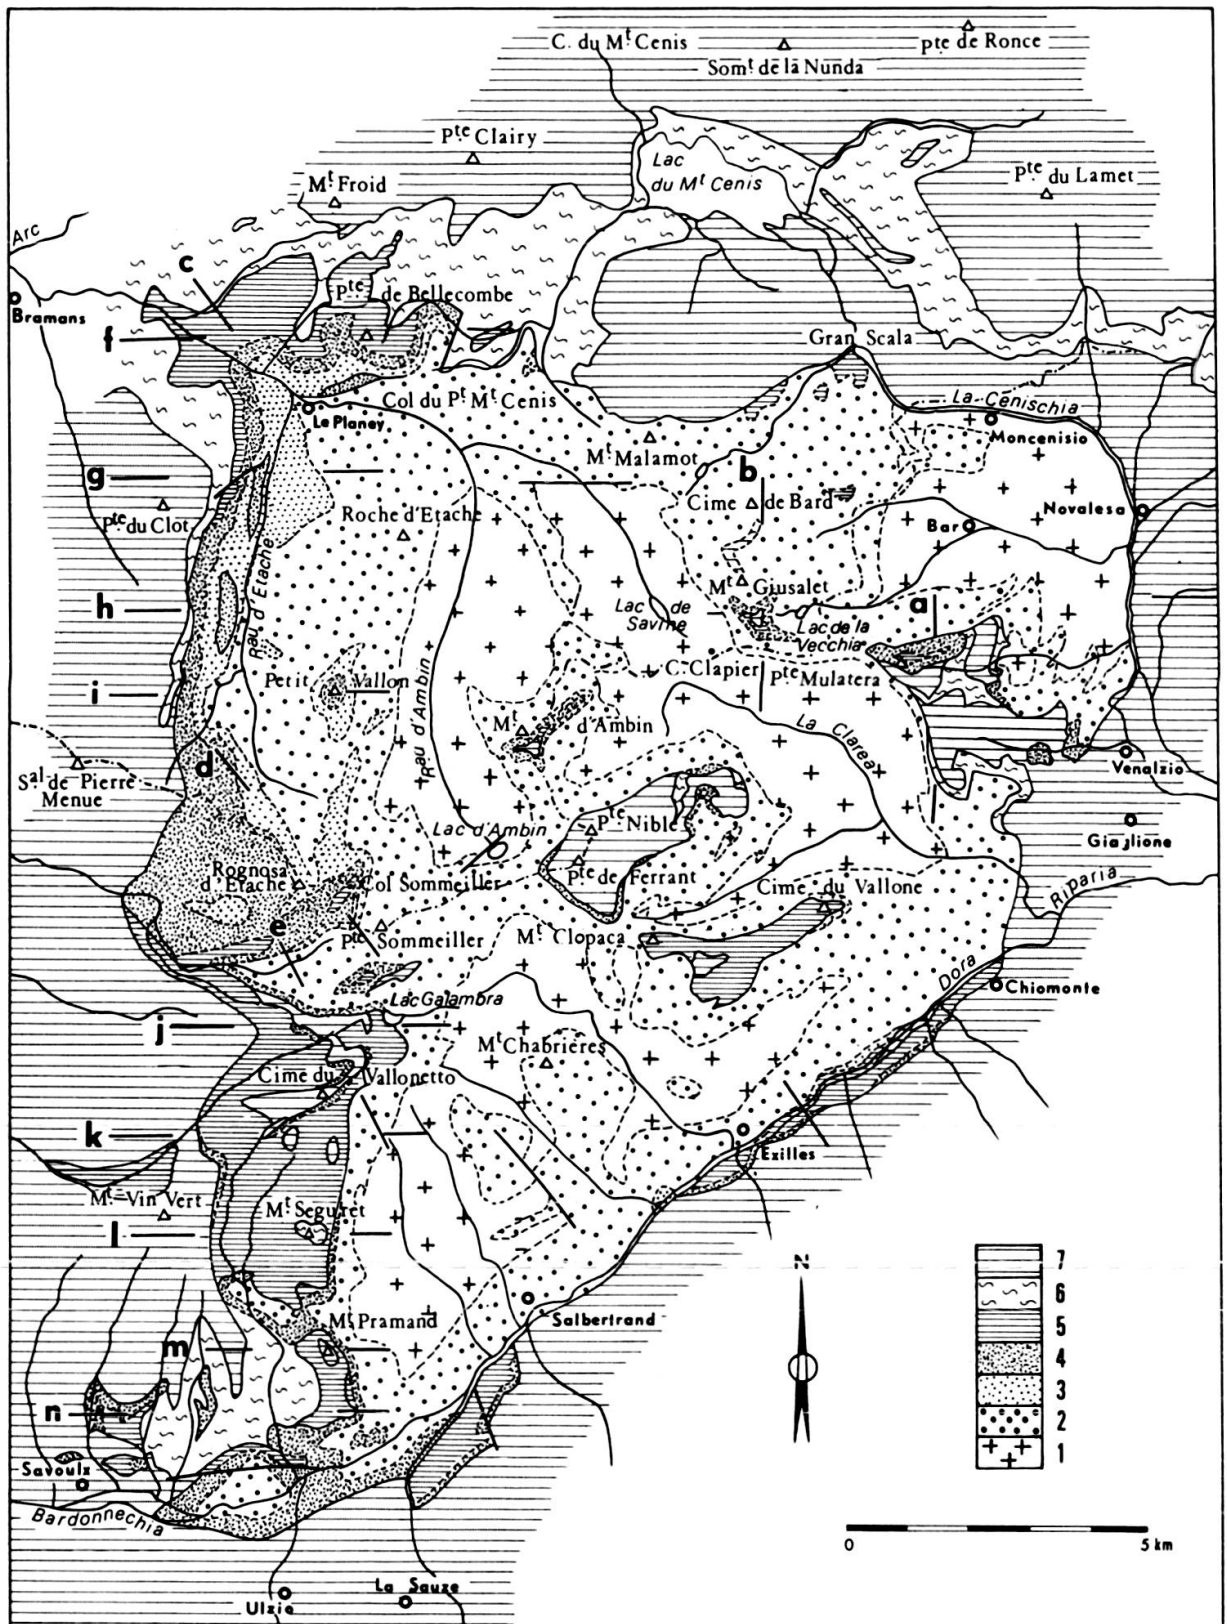 C. du Mt Cenis
Pte de Ronce
Somt de la Nunda
Pte Clairy
Lac
du Mt Cenis
Mt Froid
Pte du Lamet
Arc
c
Pte de Bellecombe
Bramans
f
Gran Scala
Col du Pt Mt Cenis
La Cenischia
Le Planey
Moncenisio
Mt Malamot
g
b
Pte du Clot
Cime de Bard
Roche d'Etache
Bar
Novalesa
Rau d'Etache
h
Mt Giusalet
a
Lac de
Savine
Lac de la
Vecchia
i
Petit Vallon
Rau d'Ambin
C. Clapier
Pte Mulatera
Mt d'Ambin
La Clarea
d
Sal de Pierre
Menue
Venalzio
Lac d'Ambin
Pte Nible
Giaglione
Rognosa
d'Etache
Col Sommeiller
Pte de Ferrant
Cime du Vallone
Riparia
e
Pte Sommeiller
Mt Clopaca
Dora
Lac Galambra
Chiomonte
j
Mt Chabrières
Cime du Vallonetto
k
Exilles
Mt Vin Vert
Mt Seguret
l
N
7
6
5
4
3
2
1
Salbertrand
Mt Pramand
m
n
Savoulx
Bardonnechia
0 5 km
Ulzio
La Sauze